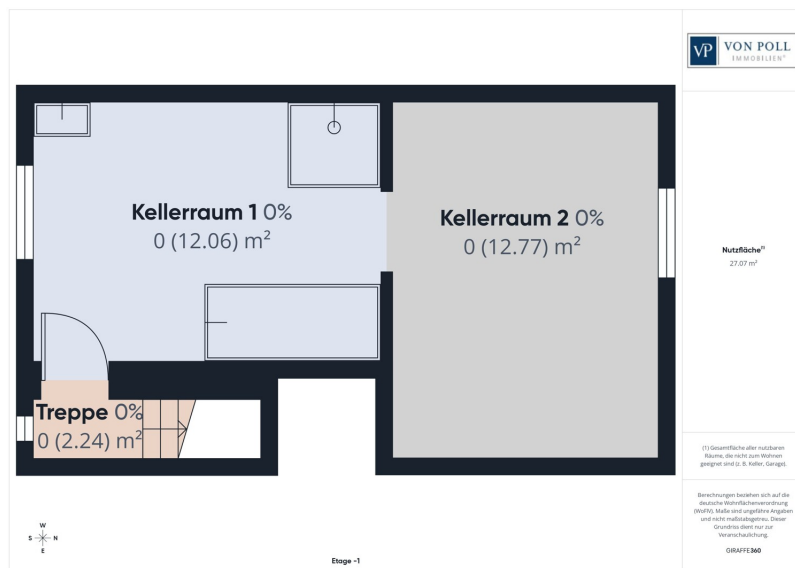 VP VON POLL
IMMOBILIEN®
Kellerraum 1 0%
0 (12.06) m²
Kellerraum 2 0%
0 (12.77) m²
Treppe 0%
0 (2.24) m²
Nutzfläche⁽¹⁾
27.07 m²
(1) Gesamtfläche aller nutzbaren
Räume, die nicht zum Wohnen
geeignet sind (z. B. Keller, Garage).
Berechnungen beziehen sich auf die
deutsche Wohnflächenverordnung
(WoFlV). Maße sind ungefähre Angaben
und nicht maßstabsgetreu. Dieser
Grundriss dient nur zur
Veranschaulichung.
GIRAFFE360
W
S N
E
Etage -1